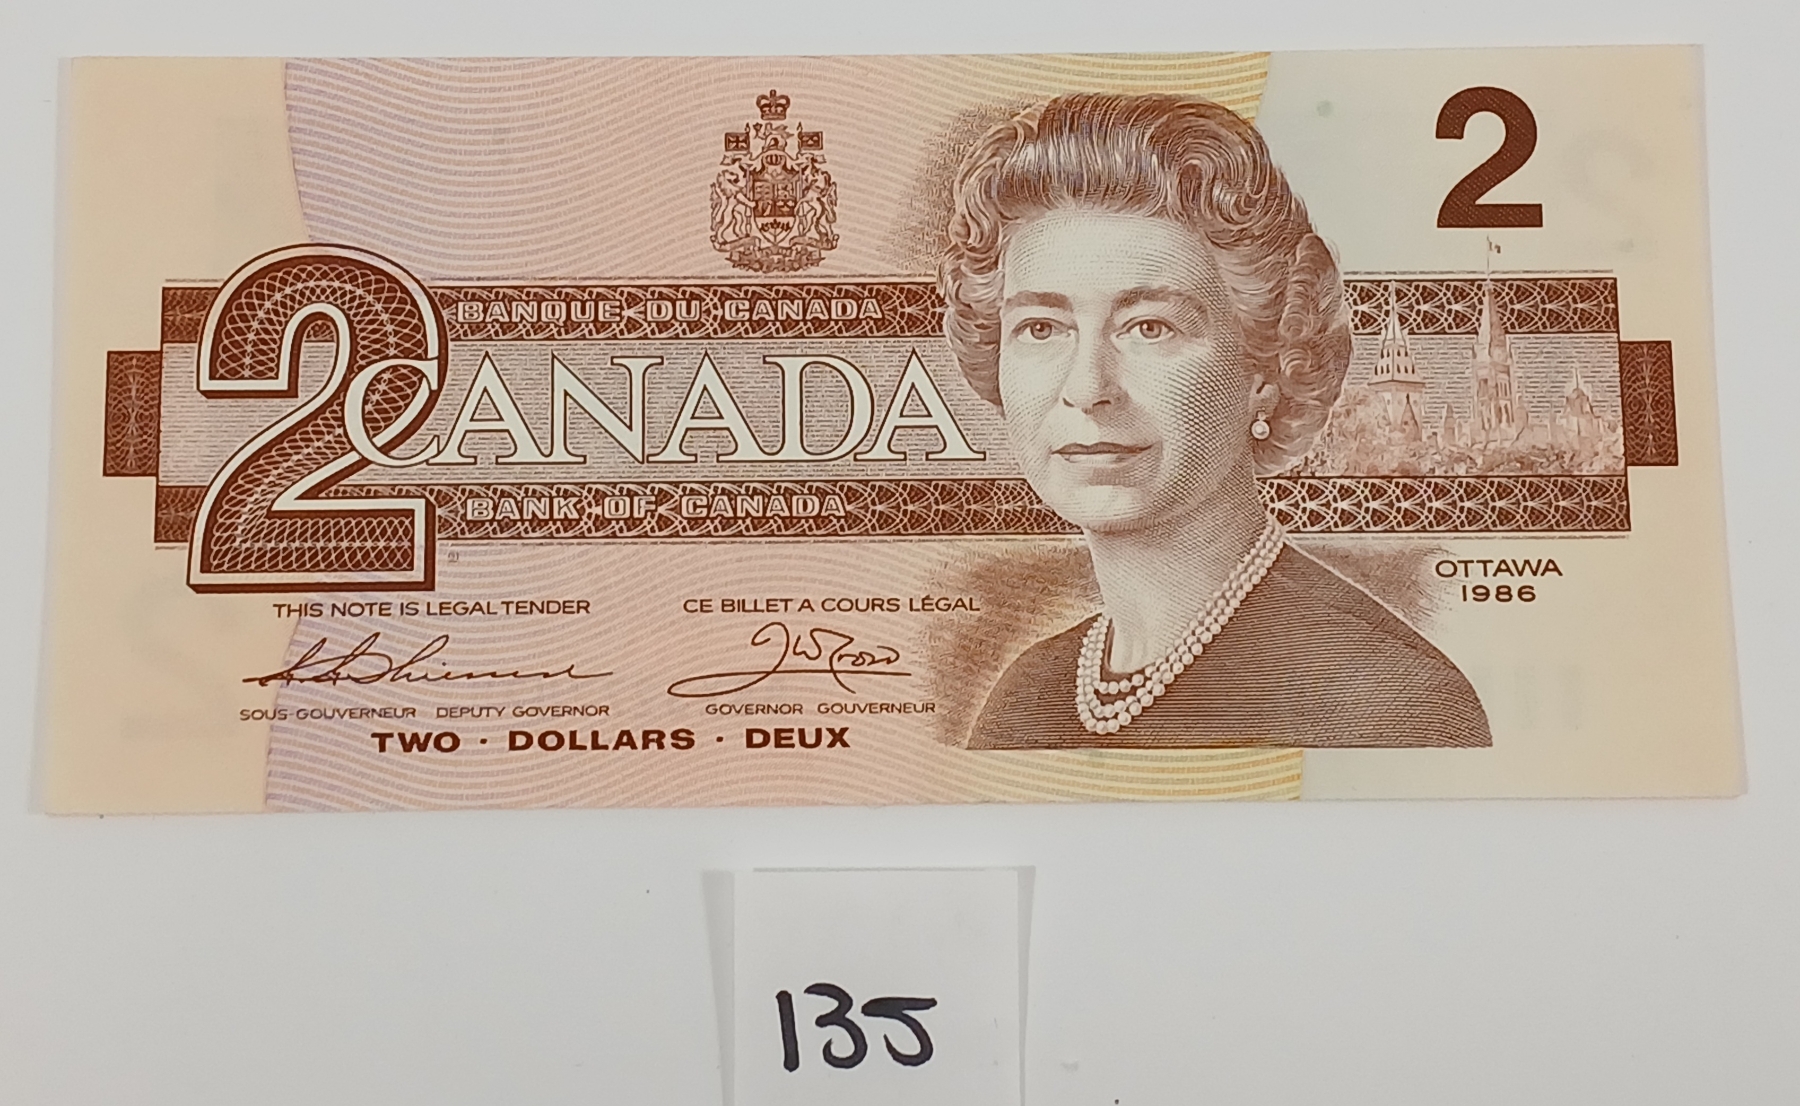 2
BANQUE DU CANADA
2 CANADA
BANK OF CANADA
OTTAWA
1986
THIS NOTE IS LEGAL TENDER CE BILLET A COURS LÉGAL
SOUS-GOUVERNEUR DEPUTY GOVERNOR GOVERNOR GOUVERNEUR
TWO · DOLLARS · DEUX
135